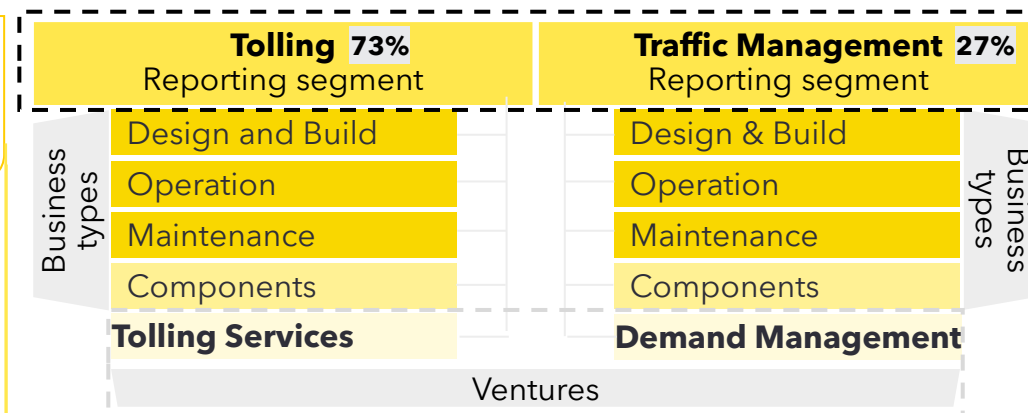 Tolling 73%
Reporting segment
Traffic Management 27%
Reporting segment
Business
types
Design and Build
Operation
Maintenance
Components
Tolling Services
Design & Build
Operation
Maintenance
Components
Demand Management
Business
types
Ventures